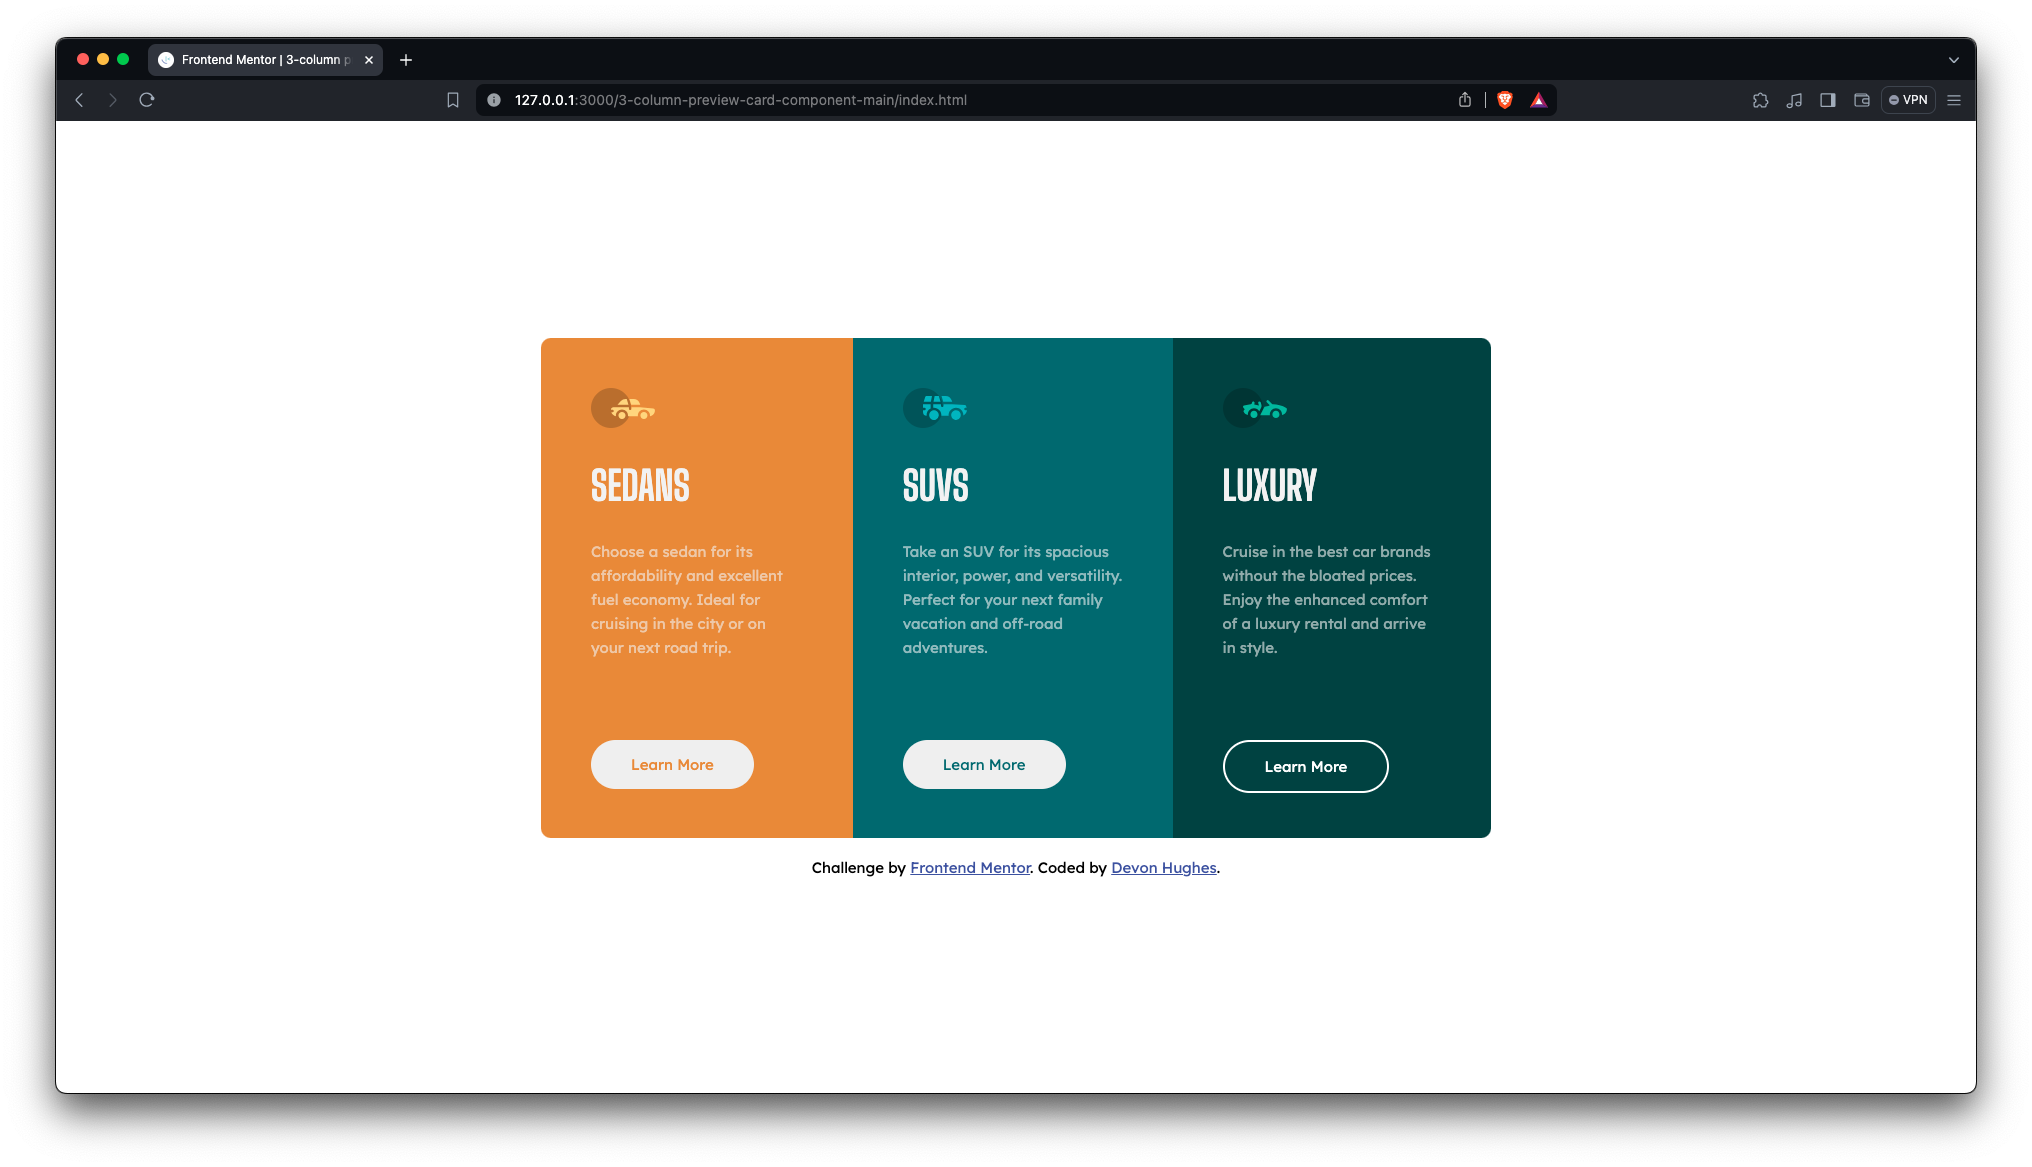 Frontend Mentor | 3-column p
127.0.0.1:3000/3-column-preview-card-component-main/index.html
VPN
SEDANS
Choose a sedan for its
affordability and excellent
fuel economy. Ideal for
cruising in the city or on
your next road trip.
Learn More
SUVS
Take an SUV for its spacious
interior, power, and versatility.
Perfect for your next family
vacation and off-road
adventures.
Learn More
LUXURY
Cruise in the best car brands
without the bloated prices.
Enjoy the enhanced comfort
of a luxury rental and arrive
in style.
Learn More
Challenge by Frontend Mentor. Coded by Devon Hughes.